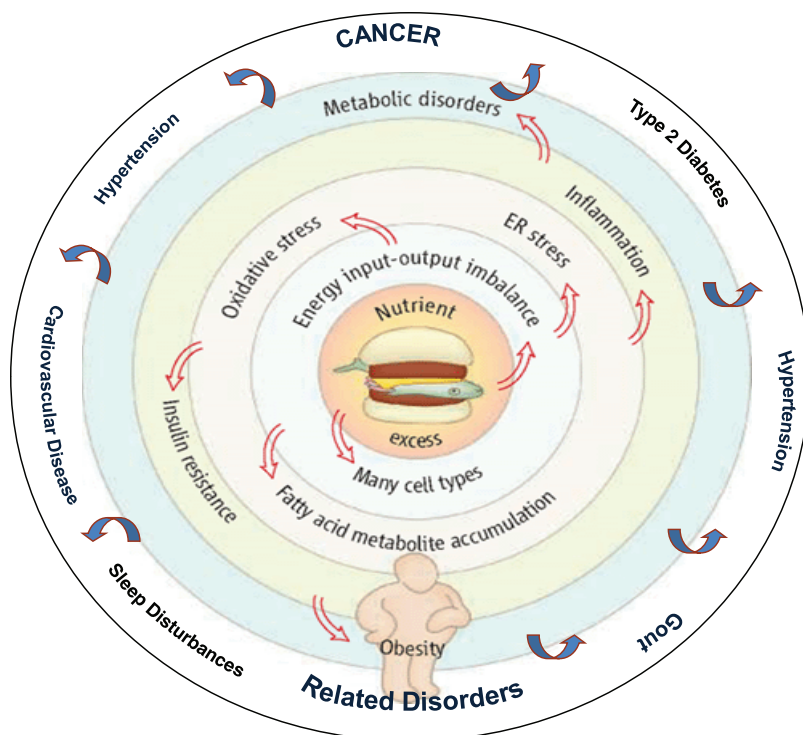 CANCER
Metabolic disorders
Hypertension
Type 2 Diabetes
Inflammation
ER stress
Oxidative stress
Energy input-output imbalance
Nutrient
excess
Many cell types
Fatty acid metabolite accumulation
Insulin resistance
Cardiovascular Disease
Hypertension
Sleep Disturbances
Gout
Obesity
Related Disorders